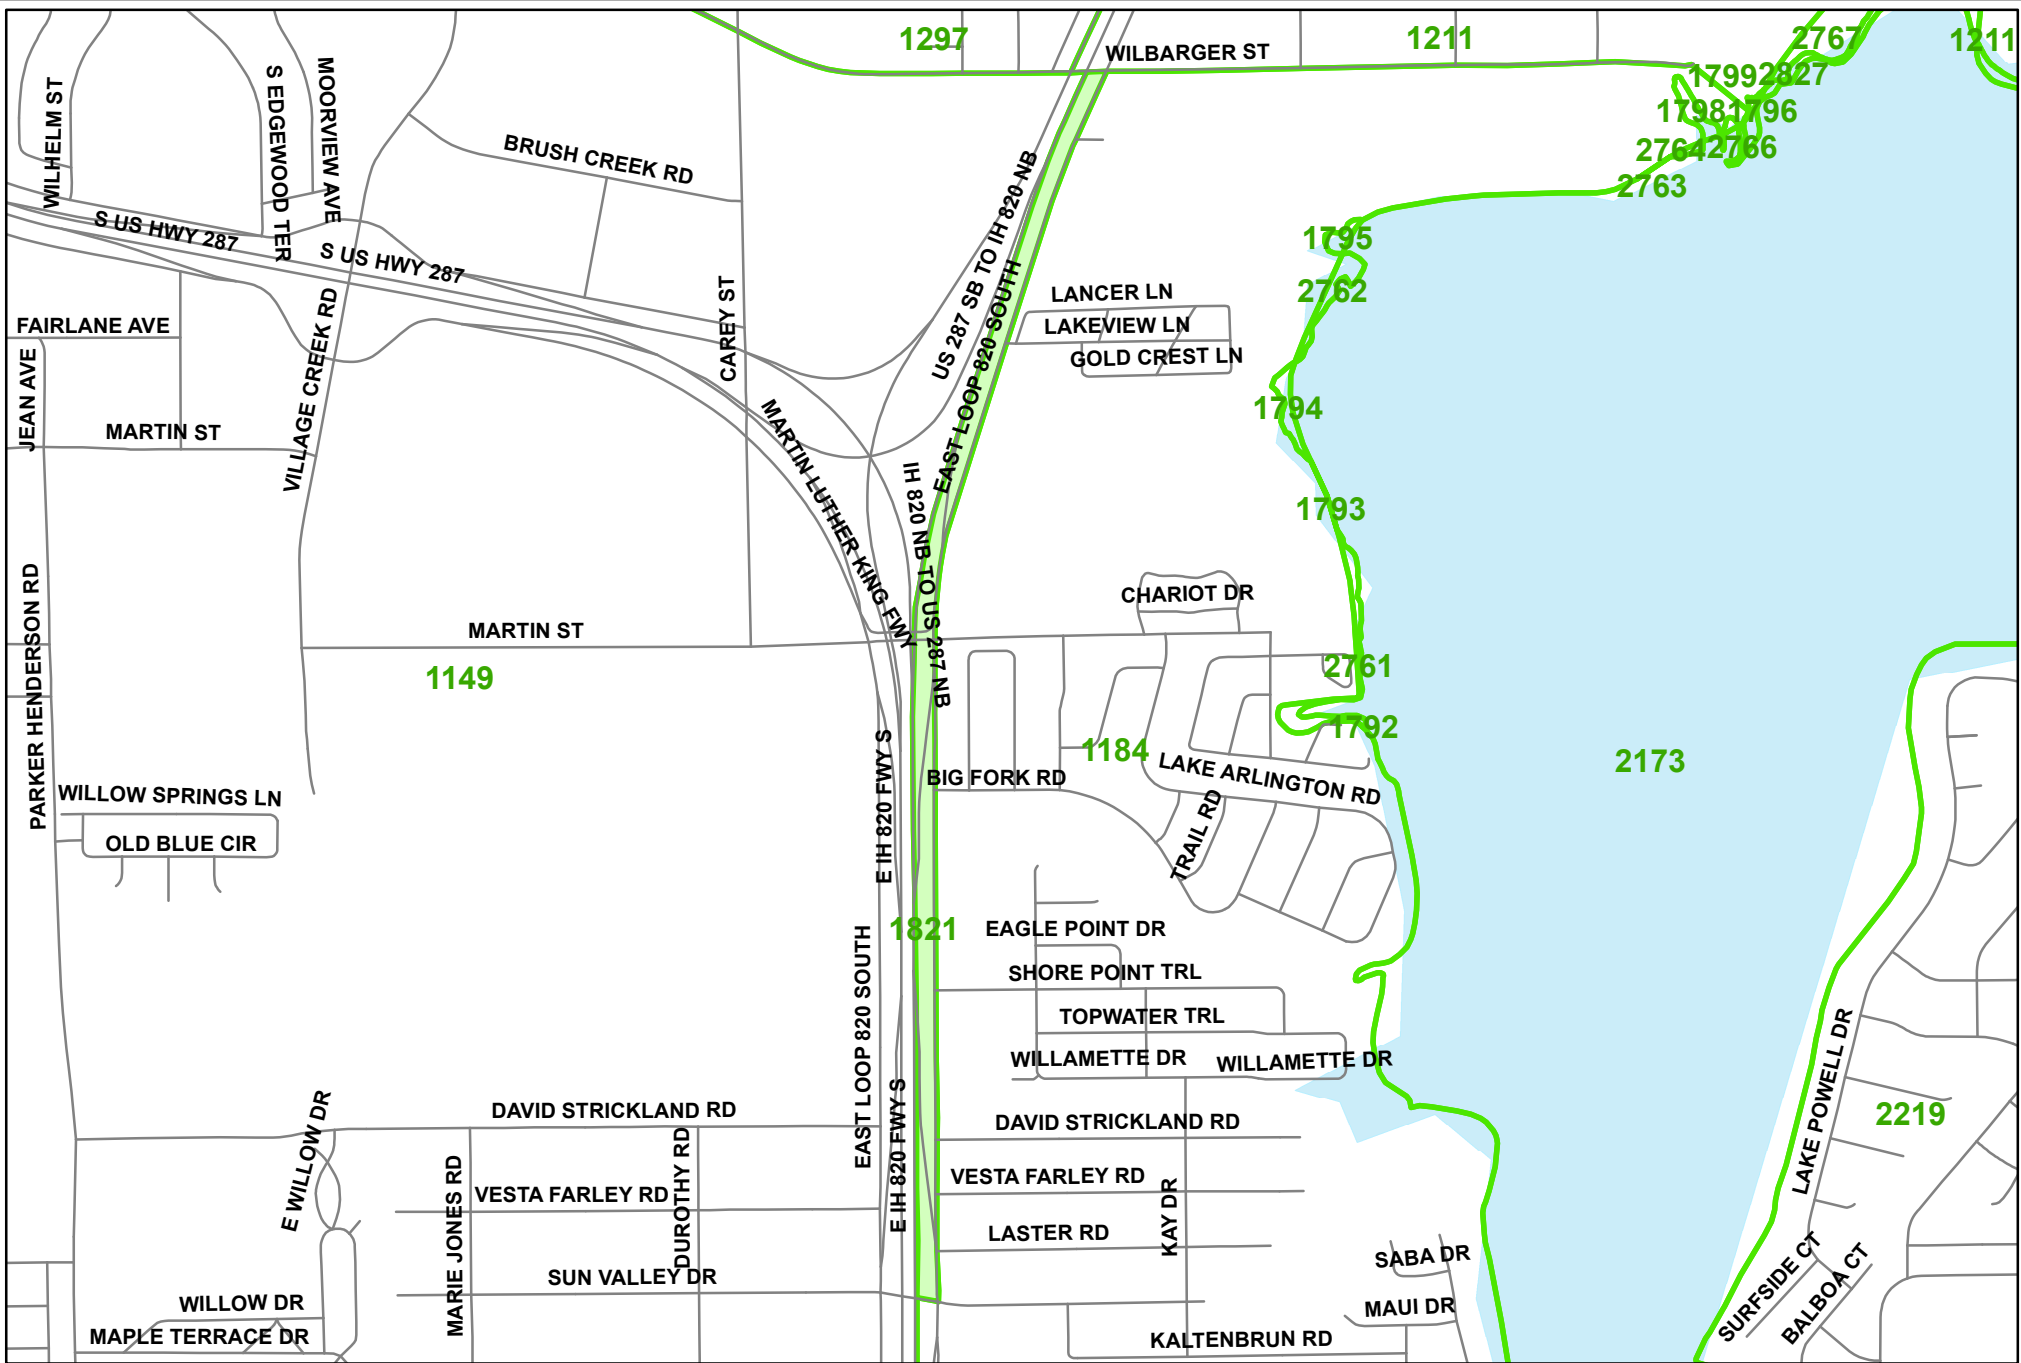 1297
WILBARGER ST
1211
2767
1211
1799
2827
1798
1796
2764
2766
2763
WILHELM ST
S EDGEWOOD TER
MOORVIEW AVE
BRUSH CREEK RD
S US HWY 287
S US HWY 287
US 287 SB TO IH 820 NB
EAST LOOP 820 SOUTH
1795
2762
LANCER LN
LAKEVIEW LN
GOLD CREST LN
FAIRLANE AVE
JEAN AVE
VILLAGE CREEK RD
CAREY ST
MARTIN ST
MARTIN LUTHER KING FWY
IH 820 NB TO US 287 NB
1794
1793
CHARIOT DR
PARKER HENDERSON RD
MARTIN ST
1149
2761
1792
1184
2173
BIG FORK RD
LAKE ARLINGTON RD
TRAIL RD
E IH 820 FWY S
WILLOW SPRINGS LN
OLD BLUE CIR
1821
EAGLE POINT DR
SHORE POINT TRL
TOPWATER TRL
WILLAMETTE DR
WILLAMETTE DR
EAST LOOP 820 SOUTH
E IH 820 FWY S
DAVID STRICKLAND RD
DAVID STRICKLAND RD
LAKE POWELL DR
2219
E WILLOW DR
MARIE JONES RD
VESTA FARLEY RD
DUROTHY RD
VESTA FARLEY RD
KAY DR
LASTER RD
SUN VALLEY DR
SABA DR
MAUI DR
SURFSIDE CT
BALBOA CT
WILLOW DR
MAPLE TERRACE DR
KALTENBRUN RD